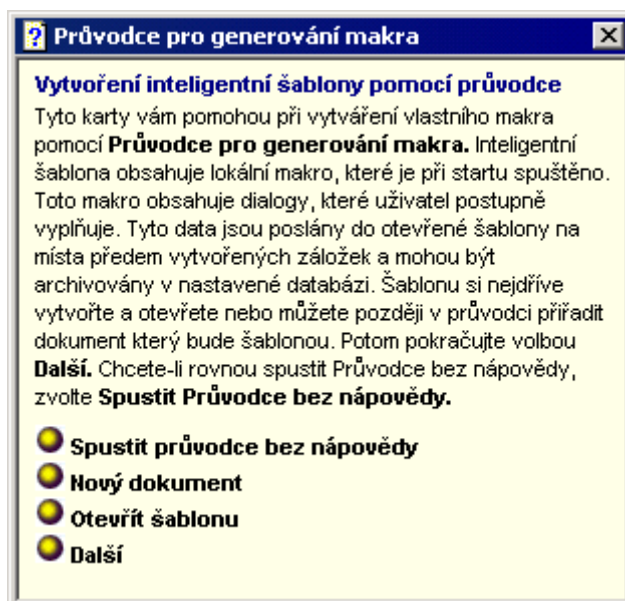 Průvodce pro generování makra
Vytvoření inteligentní šablony pomocí průvodce
Tyto karty vám pomohou při vytváření vlastního makra
pomocí Průvodce pro generování makra. Inteligentní
šablona obsahuje lokální makro, které je při startu spuštěno.
Toto makro obsahuje dialogy, které uživatel postupně
vyplňuje. Tyto data jsou poslány do otevřené šablony na
místa předem vytvořených záložek a mohou být
archivovány v nastavené databázi. Šablonu si nejdříve
vytvořte a otevřete nebo můžete později v průvodci přiřadit
dokument který bude šablonou. Potom pokračujte volbou
Další. Chcete-li rovnou spustit Průvodce bez nápovědy,
zvolte Spustit Průvodce bez nápovědy.
Spustit průvodce bez nápovědy
Nový dokument
Otevřít šablonu
Další